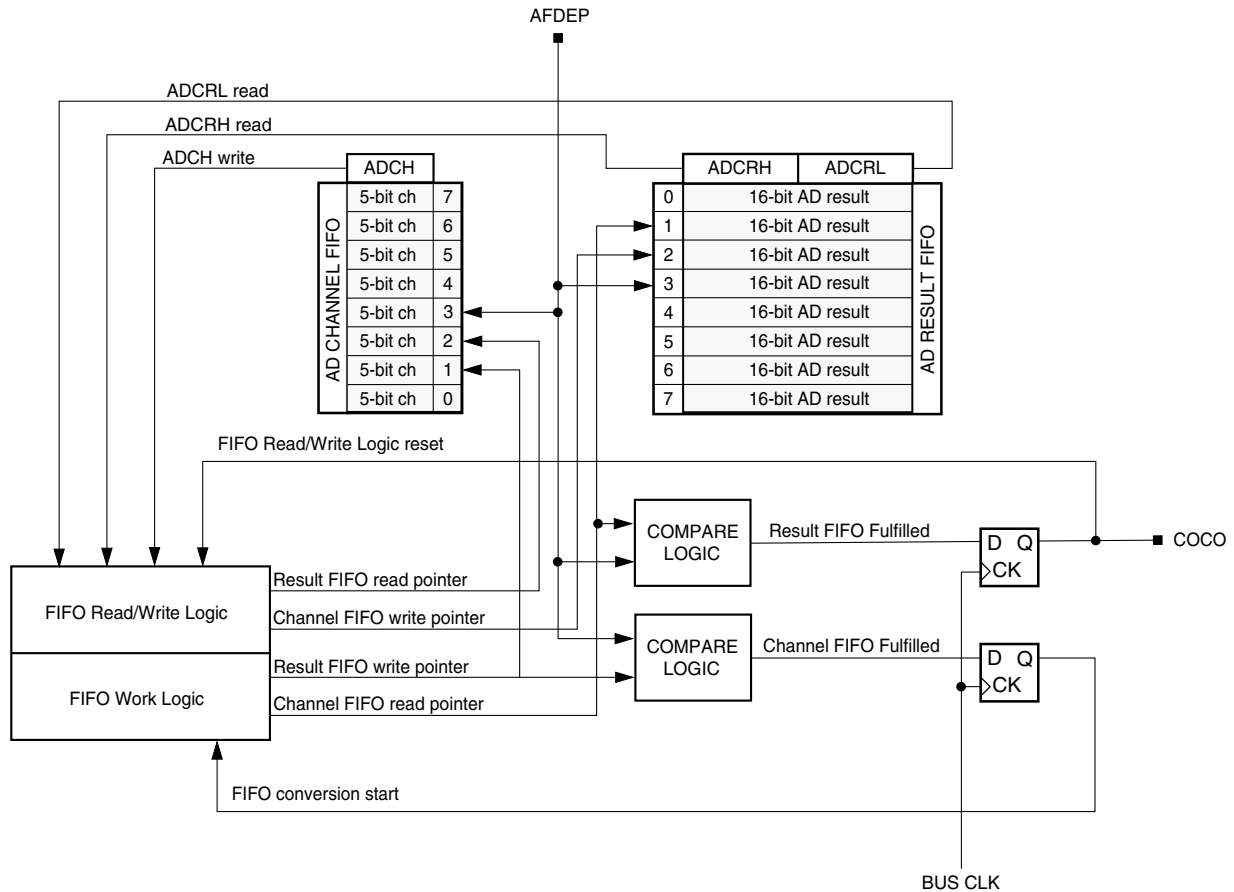 AFDEP
ADCRL read
ADCRH read
ADCH write
ADCH
ADCRH ADCRL
AD CHANNEL FIFO
5-bit ch 7
5-bit ch 6
5-bit ch 5
5-bit ch 4
5-bit ch 3
5-bit ch 2
5-bit ch 1
5-bit ch 0
0 16-bit AD result
1 16-bit AD result
2 16-bit AD result
3 16-bit AD result
4 16-bit AD result
5 16-bit AD result
6 16-bit AD result
7 16-bit AD result
AD RESULT FIFO
FIFO Read/Write Logic reset
COMPARE
LOGIC
Result FIFO Fulfilled
D Q
CK
COCO
FIFO Read/Write Logic
Result FIFO read pointer
Channel FIFO write pointer
FIFO Work Logic
Result FIFO write pointer
Channel FIFO read pointer
COMPARE
LOGIC
Channel FIFO Fulfilled
D Q
CK
FIFO conversion start
BUS CLK